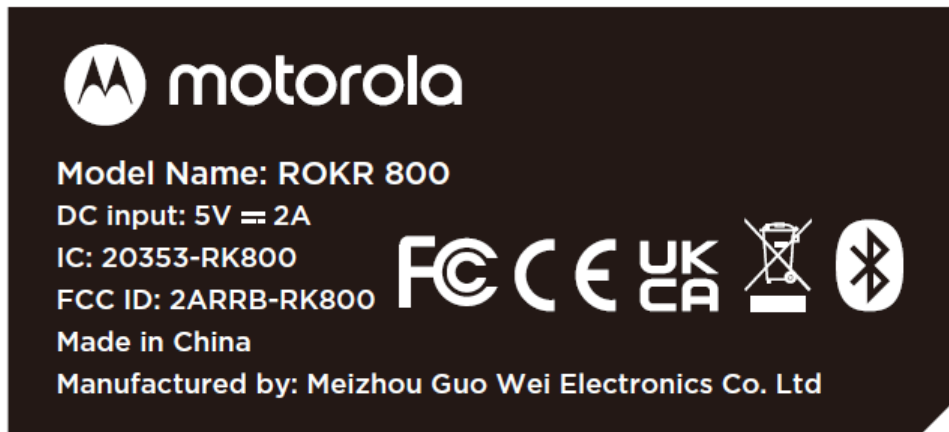 motorola
Model Name: ROKR 800
DC input: 5V ⎓ 2A
IC: 20353-RK800
FCC ID: 2ARRB-RK800
FC CE UK CA
Made in China
Manufactured by: Meizhou Guo Wei Electronics Co. Ltd